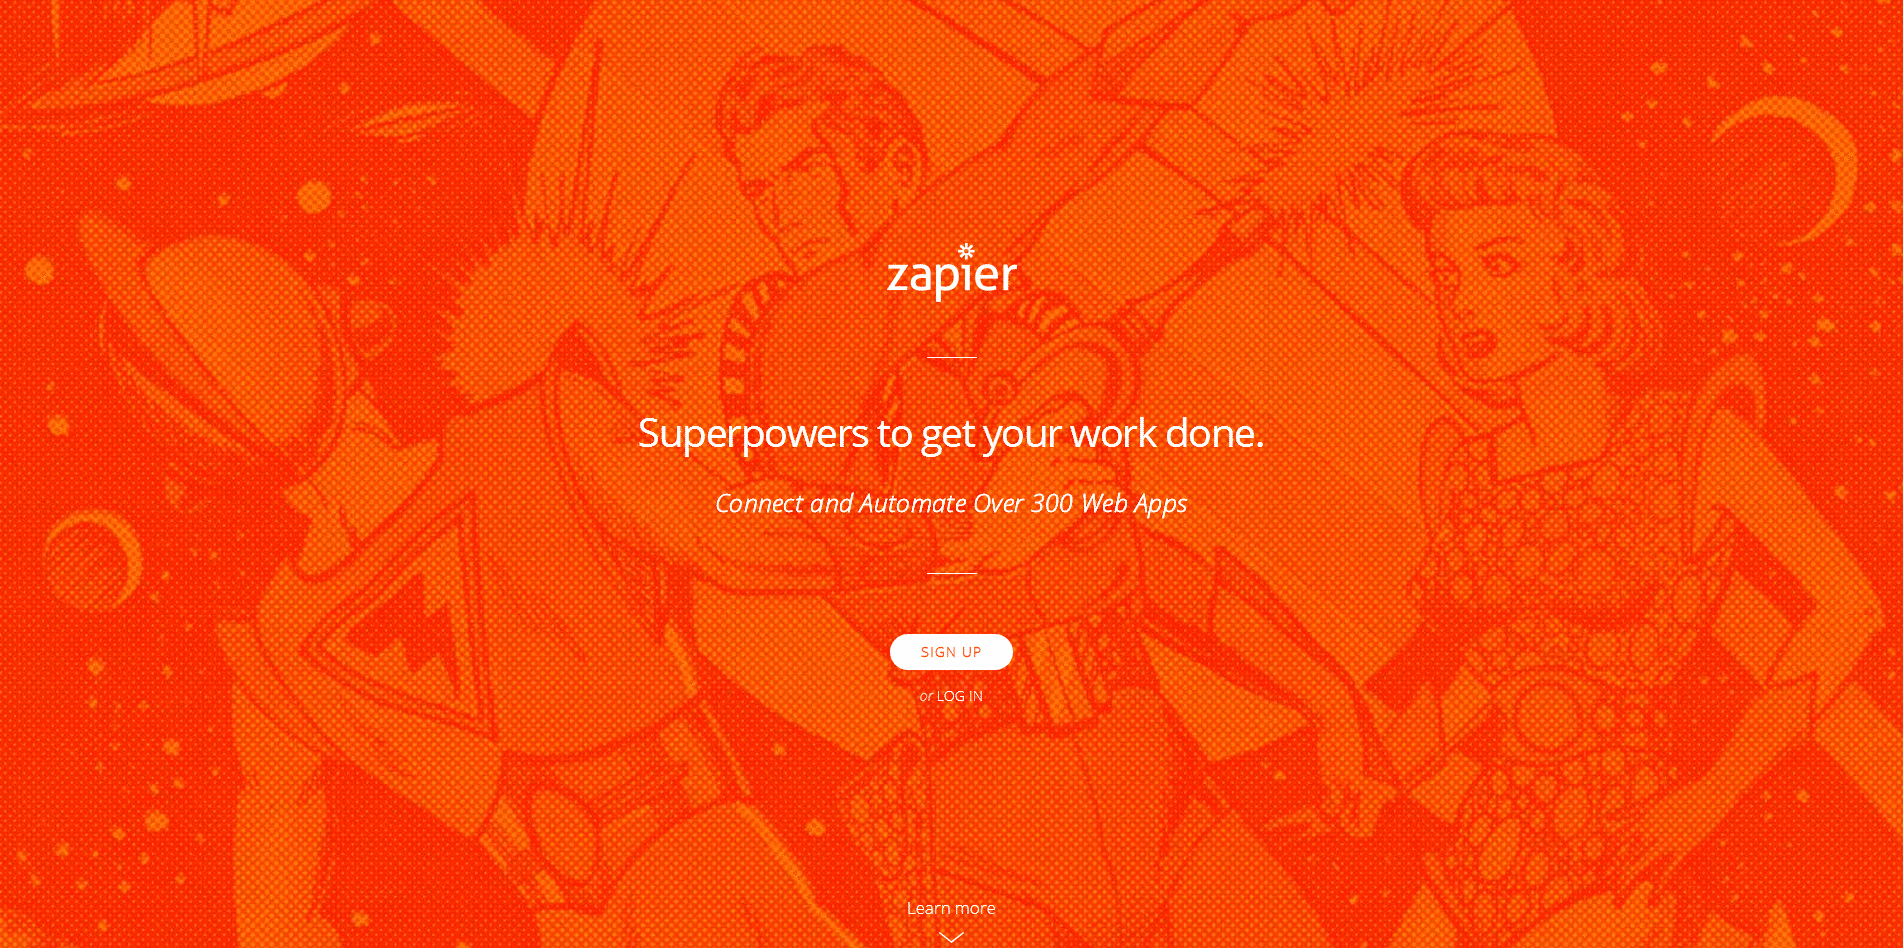 zapier
Superpowers to get your work done.
Connect and Automate Over 300 Web Apps
SIGN UP
or LOG IN
Learn more